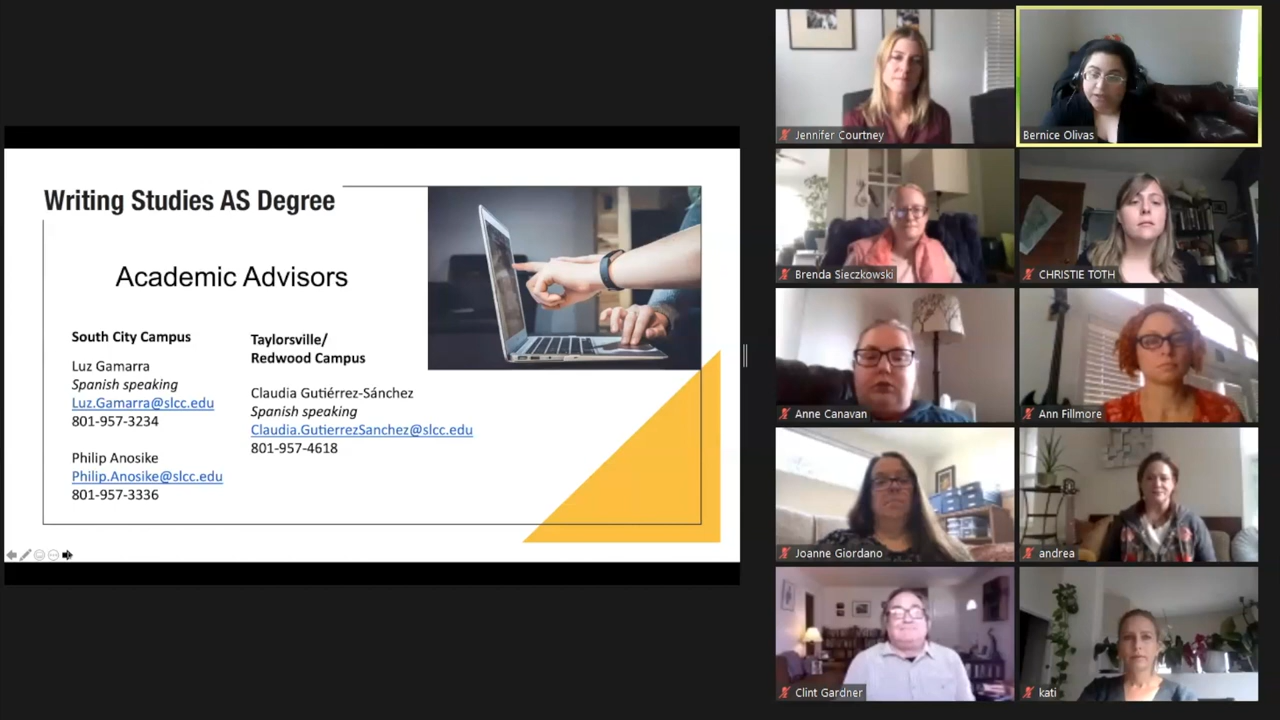 Writing Studies AS Degree
Academic Advisors
South City Campus
Luz Gamarra
Spanish speaking
Luz.Gamarra@slcc.edu
801-957-3234
Philip Anosike
Philip.Anosike@slcc.edu
801-957-3336
Taylorsville/
Redwood Campus
Claudia Gutiérrez-Sánchez
Spanish speaking
Claudia.GutierrezSanchez@slcc.edu
801-957-4618
Jennifer Courtney
Bernice Olivas
Brenda Sieczkowski
CHRISTIE TOTH
Anne Canavan
Ann Fillmore
Joanne Giordano
andrea
Clint Gardner
kati